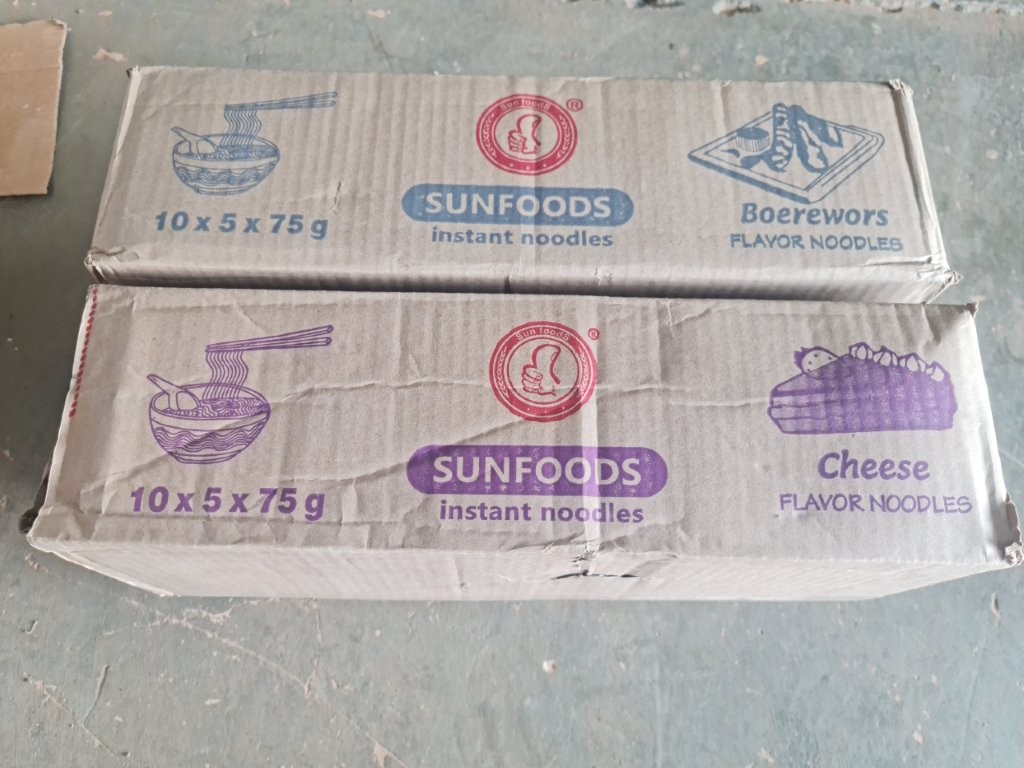 Sun foodS
®
SUNFOODS
instant noodles
10 x 5 x 75 g
Boerewors
FLAVOR NOODLES
Sun foodS
®
SUNFOODS
instant noodles
10 x 5 x 75 g
Cheese
FLAVOR NOODLES